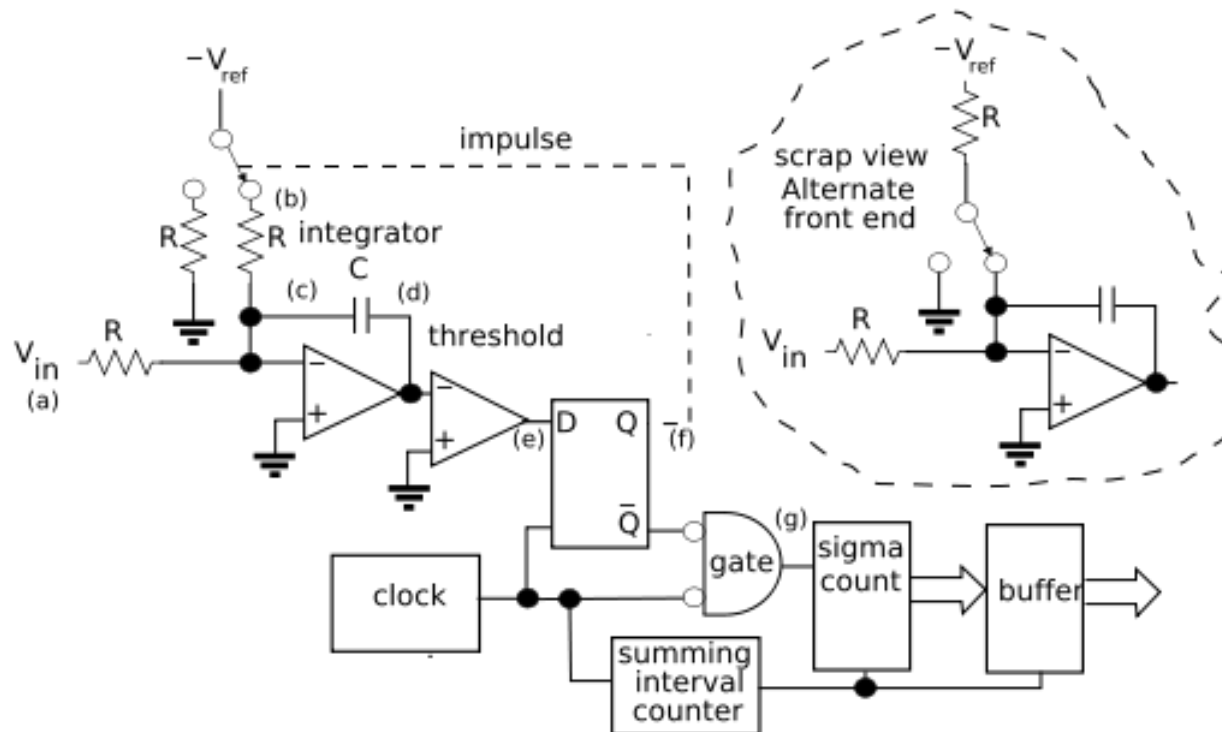 −Vref
impulse
(b)
R
R
integrator
C
(c)
(d)
R
Vin
(a)
−
+
threshold
−
+
(e)
D
Q
(f)
Q̅
clock
gate
(g)
sigma
count
buffer
summing
interval
counter
−Vref
R
scrap view
Alternate
front end
R
Vin
−
+